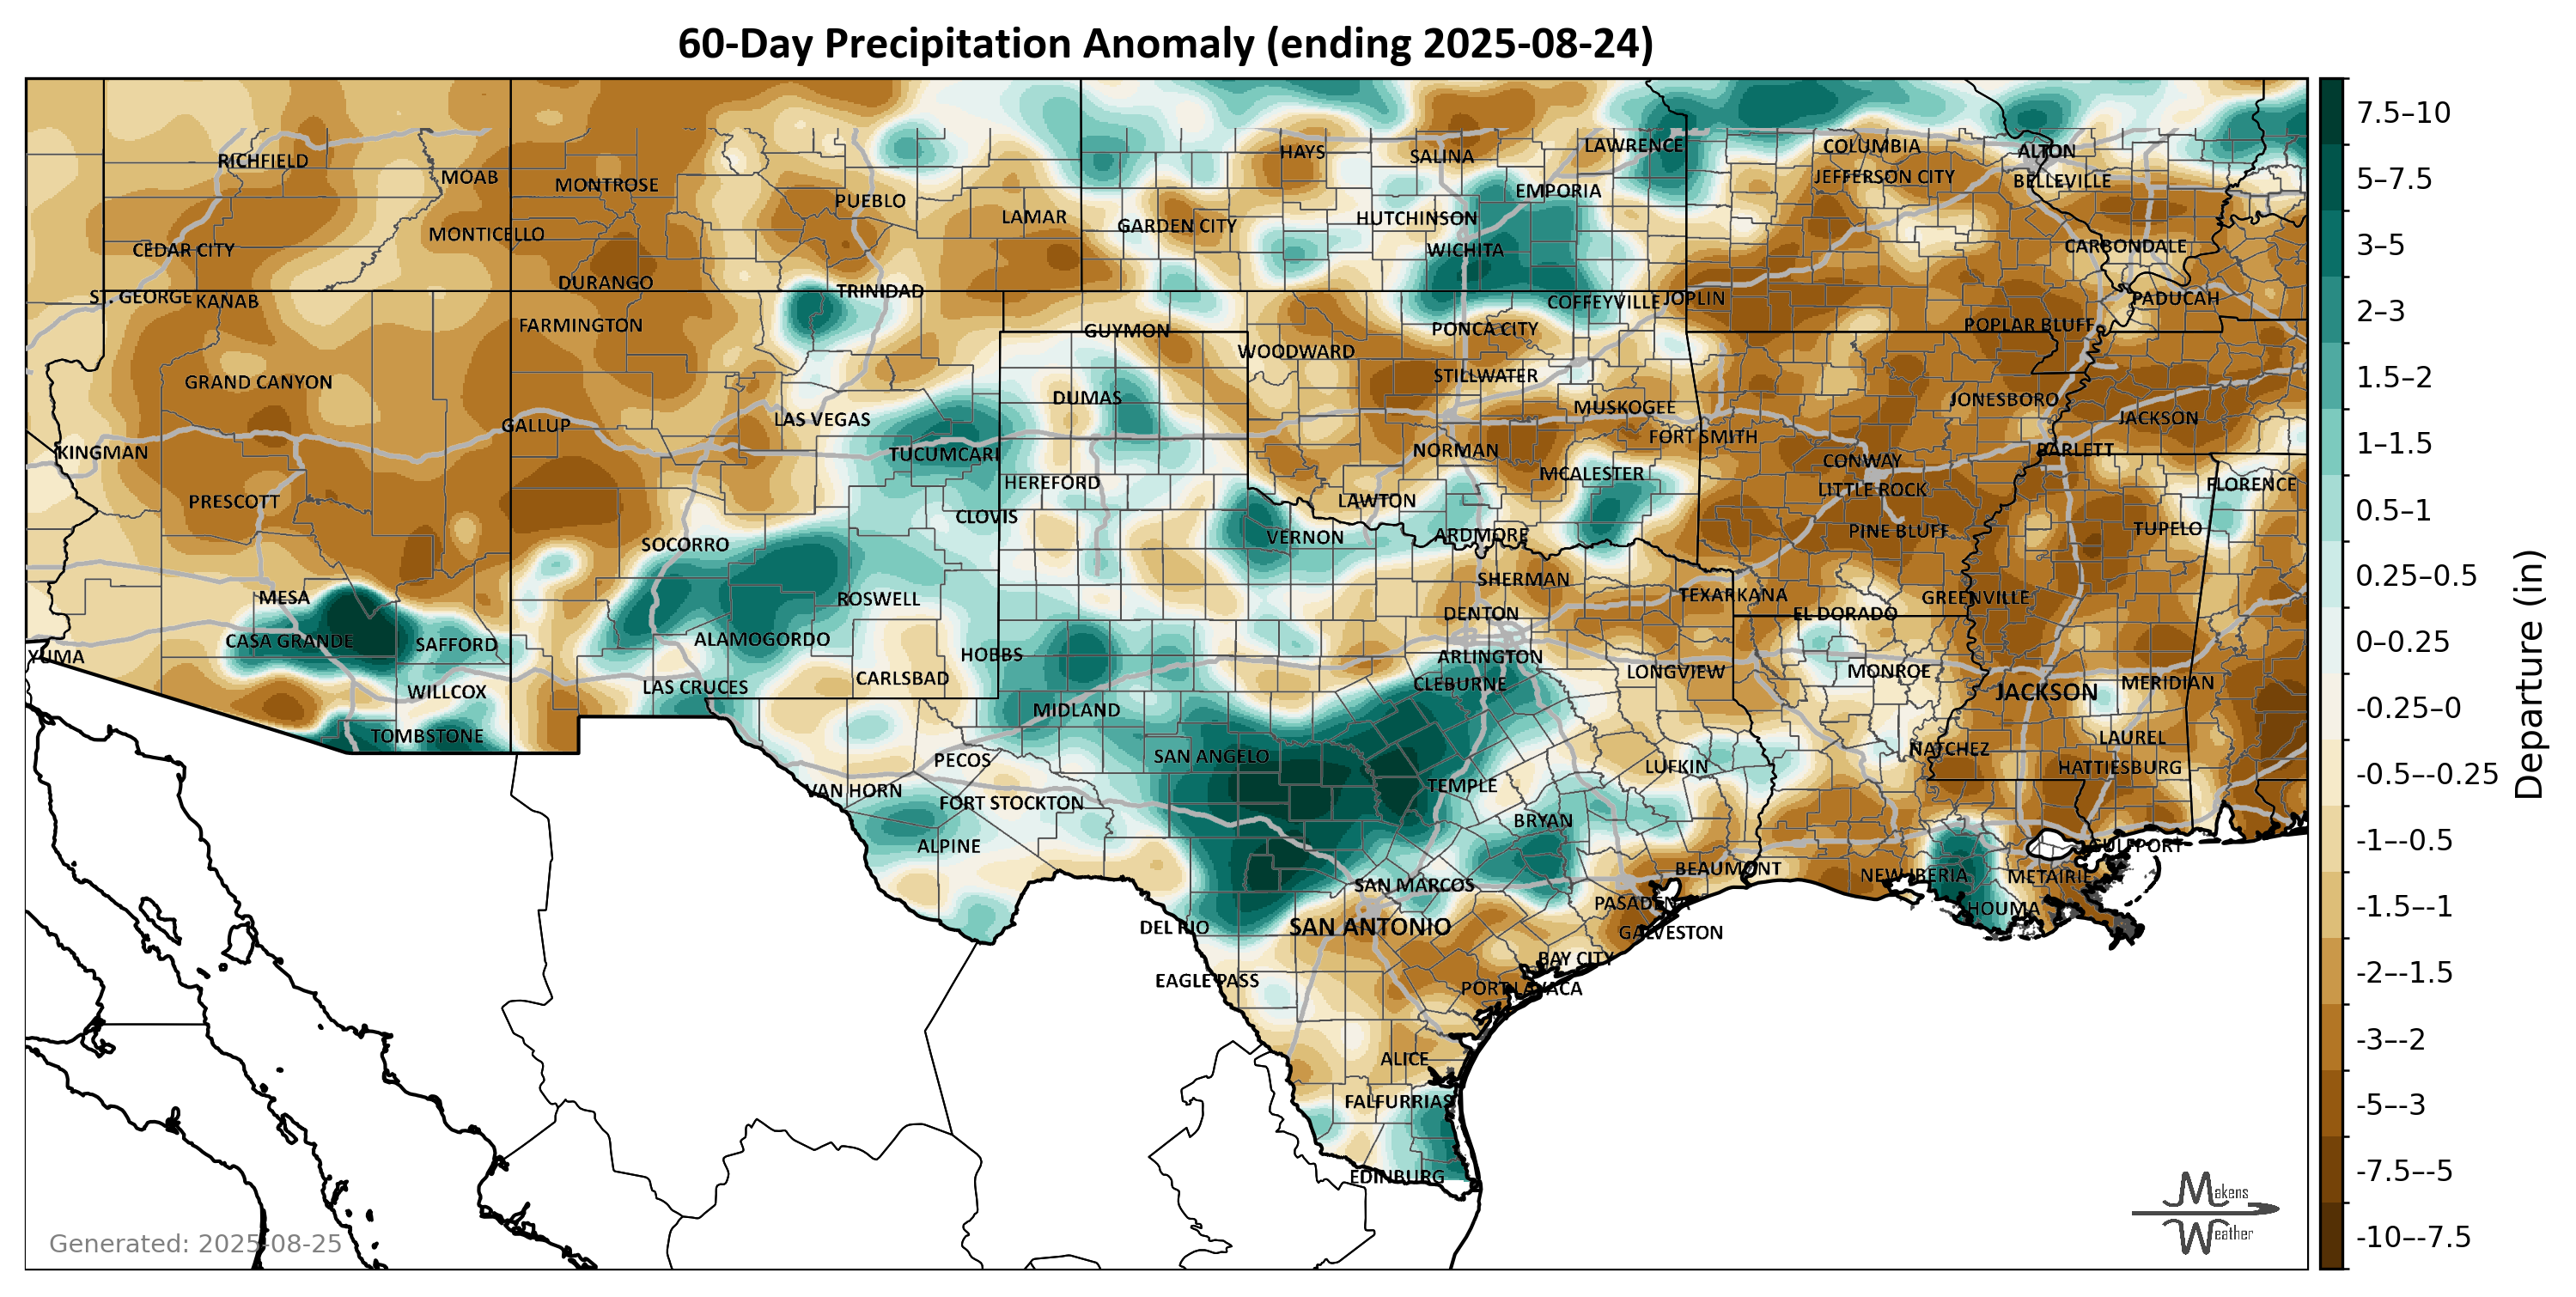 60-Day Precipitation Anomaly (ending 2025-08-24)
RICHFIELD
MOAB
MONTROSE
PUEBLO
LAMAR
HAYS
SALINA
LAWRENCE
COLUMBIA
ALTON
JEFFERSON CITY
BELLEVILLE
EMPORIA
GARDEN CITY
HUTCHINSON
CEDAR CITY
MONTICELLO
WICHITA
CARBONDALE
DURANGO
TRINIDAD
ST. GEORGE
KANAB
COFFEYVILLE
JOPLIN
PADUCAH
FARMINGTON
GUYMON
PONCA CITY
POPLAR BLUFF
WOODWARD
GRAND CANYON
STILLWATER
DUMAS
MUSKOGEE
JONESBORO
JACKSON
GALLUP
LAS VEGAS
FORT SMITH
KINGMAN
TUCUMCARI
NORMAN
BARLETT
CONWAY
HEREFORD
MCALESTER
LITTLE ROCK
FLORENCE
PRESCOTT
CLOVIS
LAWTON
PINE BLUFF
TUPELO
SOCORRO
VERNON
ARDMORE
SHERMAN
MESA
ROSWELL
TEXARKANA
GREENVILLE
DENTON
EL DORADO
CASA GRANDE
SAFFORD
ALAMOGORDO
HOBBS
ARLINGTON
YUMA
CARLSBAD
CLEBURNE
LONGVIEW
MONROE
MERIDIAN
WILLCOX
LAS CRUCES
JACKSON
MIDLAND
TOMBSTONE
SAN ANGELO
NATCHEZ
LAUREL
PECOS
LUFKIN
HATTIESBURG
VAN HORN
FORT STOCKTON
TEMPLE
BRYAN
ALPINE
GULFPORT
BEAUMONT
NEW IBERIA
METAIRIE
SAN MARCOS
PASADENA
HOUMA
DEL RIO
SAN ANTONIO
GALVESTON
BAY CITY
EAGLE PASS
PORT LAVACA
ALICE
FALFURRIAS
EDINBURG
7.5–10
5–7.5
3–5
2–3
1.5–2
1–1.5
0.5–1
0.25–0.5
0–0.25
-0.25–0
-0.5–-0.25
-1–-0.5
-1.5–-1
-2–-1.5
-3–-2
-5–-3
-7.5–-5
-10–-7.5
Departure (in)
Makens
Weather
Generated: 2025-08-25